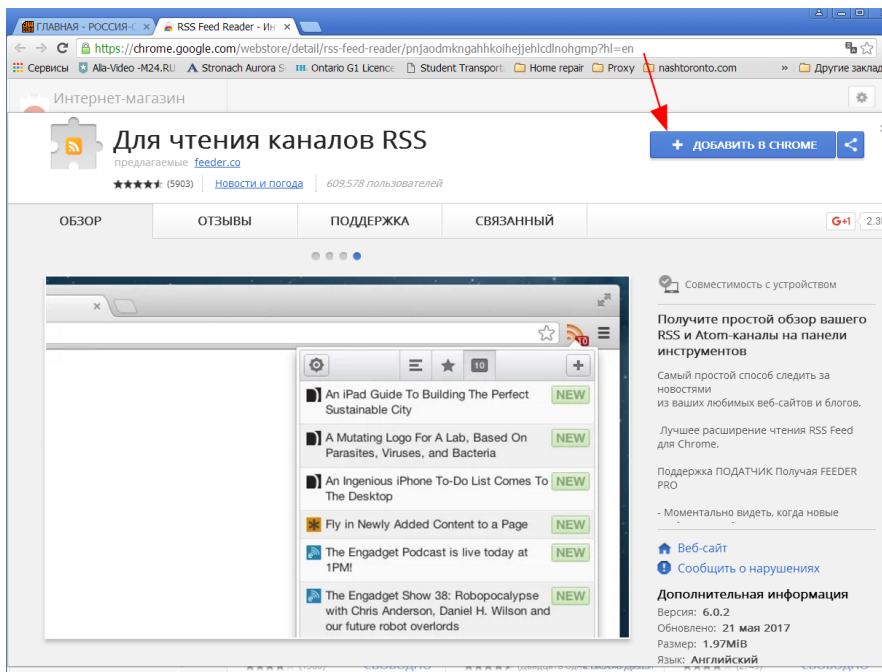 ГЛАВНАЯ - РОССИЯ-С
RSS Feed Reader - Инт
https://chrome.google.com/webstore/detail/rss-feed-reader/pnjaodmkngahhkoihejjehlcdlnohgmp?hl=en
Сервисы Alla-Video -M24.RU Stronach Aurora S Ontario G1 Licence Student Transport Home repair Proxy nashtoronto.com » Другие заклад
Интернет-магазин
Для чтения каналов RSS
предлагаемые feeder.co
(5903) Новости и погода 609,578 пользователей
+ ДОБАВИТЬ В CHROME
ОБЗОР ОТЗЫВЫ ПОДДЕРЖКА СВЯЗАННЫЙ
G+1 2.3
10
10
An iPad Guide To Building The Perfect NEW
Sustainable City
A Mutating Logo For A Lab, Based On NEW
Parasites, Viruses, and Bacteria
An Ingenious iPhone To-Do List Comes To NEW
The Desktop
Fly in Newly Added Content to a Page NEW
The Engadget Podcast is live today at NEW
1PM!
The Engadget Show 38: Robopocalypse NEW
with Chris Anderson, Daniel H. Wilson and
our future robot overlords
Совместимость с устройством
Получите простой обзор вашего
RSS и Atom-каналы на панели
инструментов
Самый простой способ следить за
новостями
из ваших любимых веб-сайтов и блогов.
Лучшее расширение чтения RSS Feed
для Chrome.
Поддержка ПОДАТЧИК Получая FEEDER
PRO
- Моментально видеть, когда новые
Веб-сайт
Сообщить о нарушениях
Дополнительная информация
Версия: 6.0.2
Обновлено: 21 мая 2017
Размер: 1.97MiB
Язык: Английский